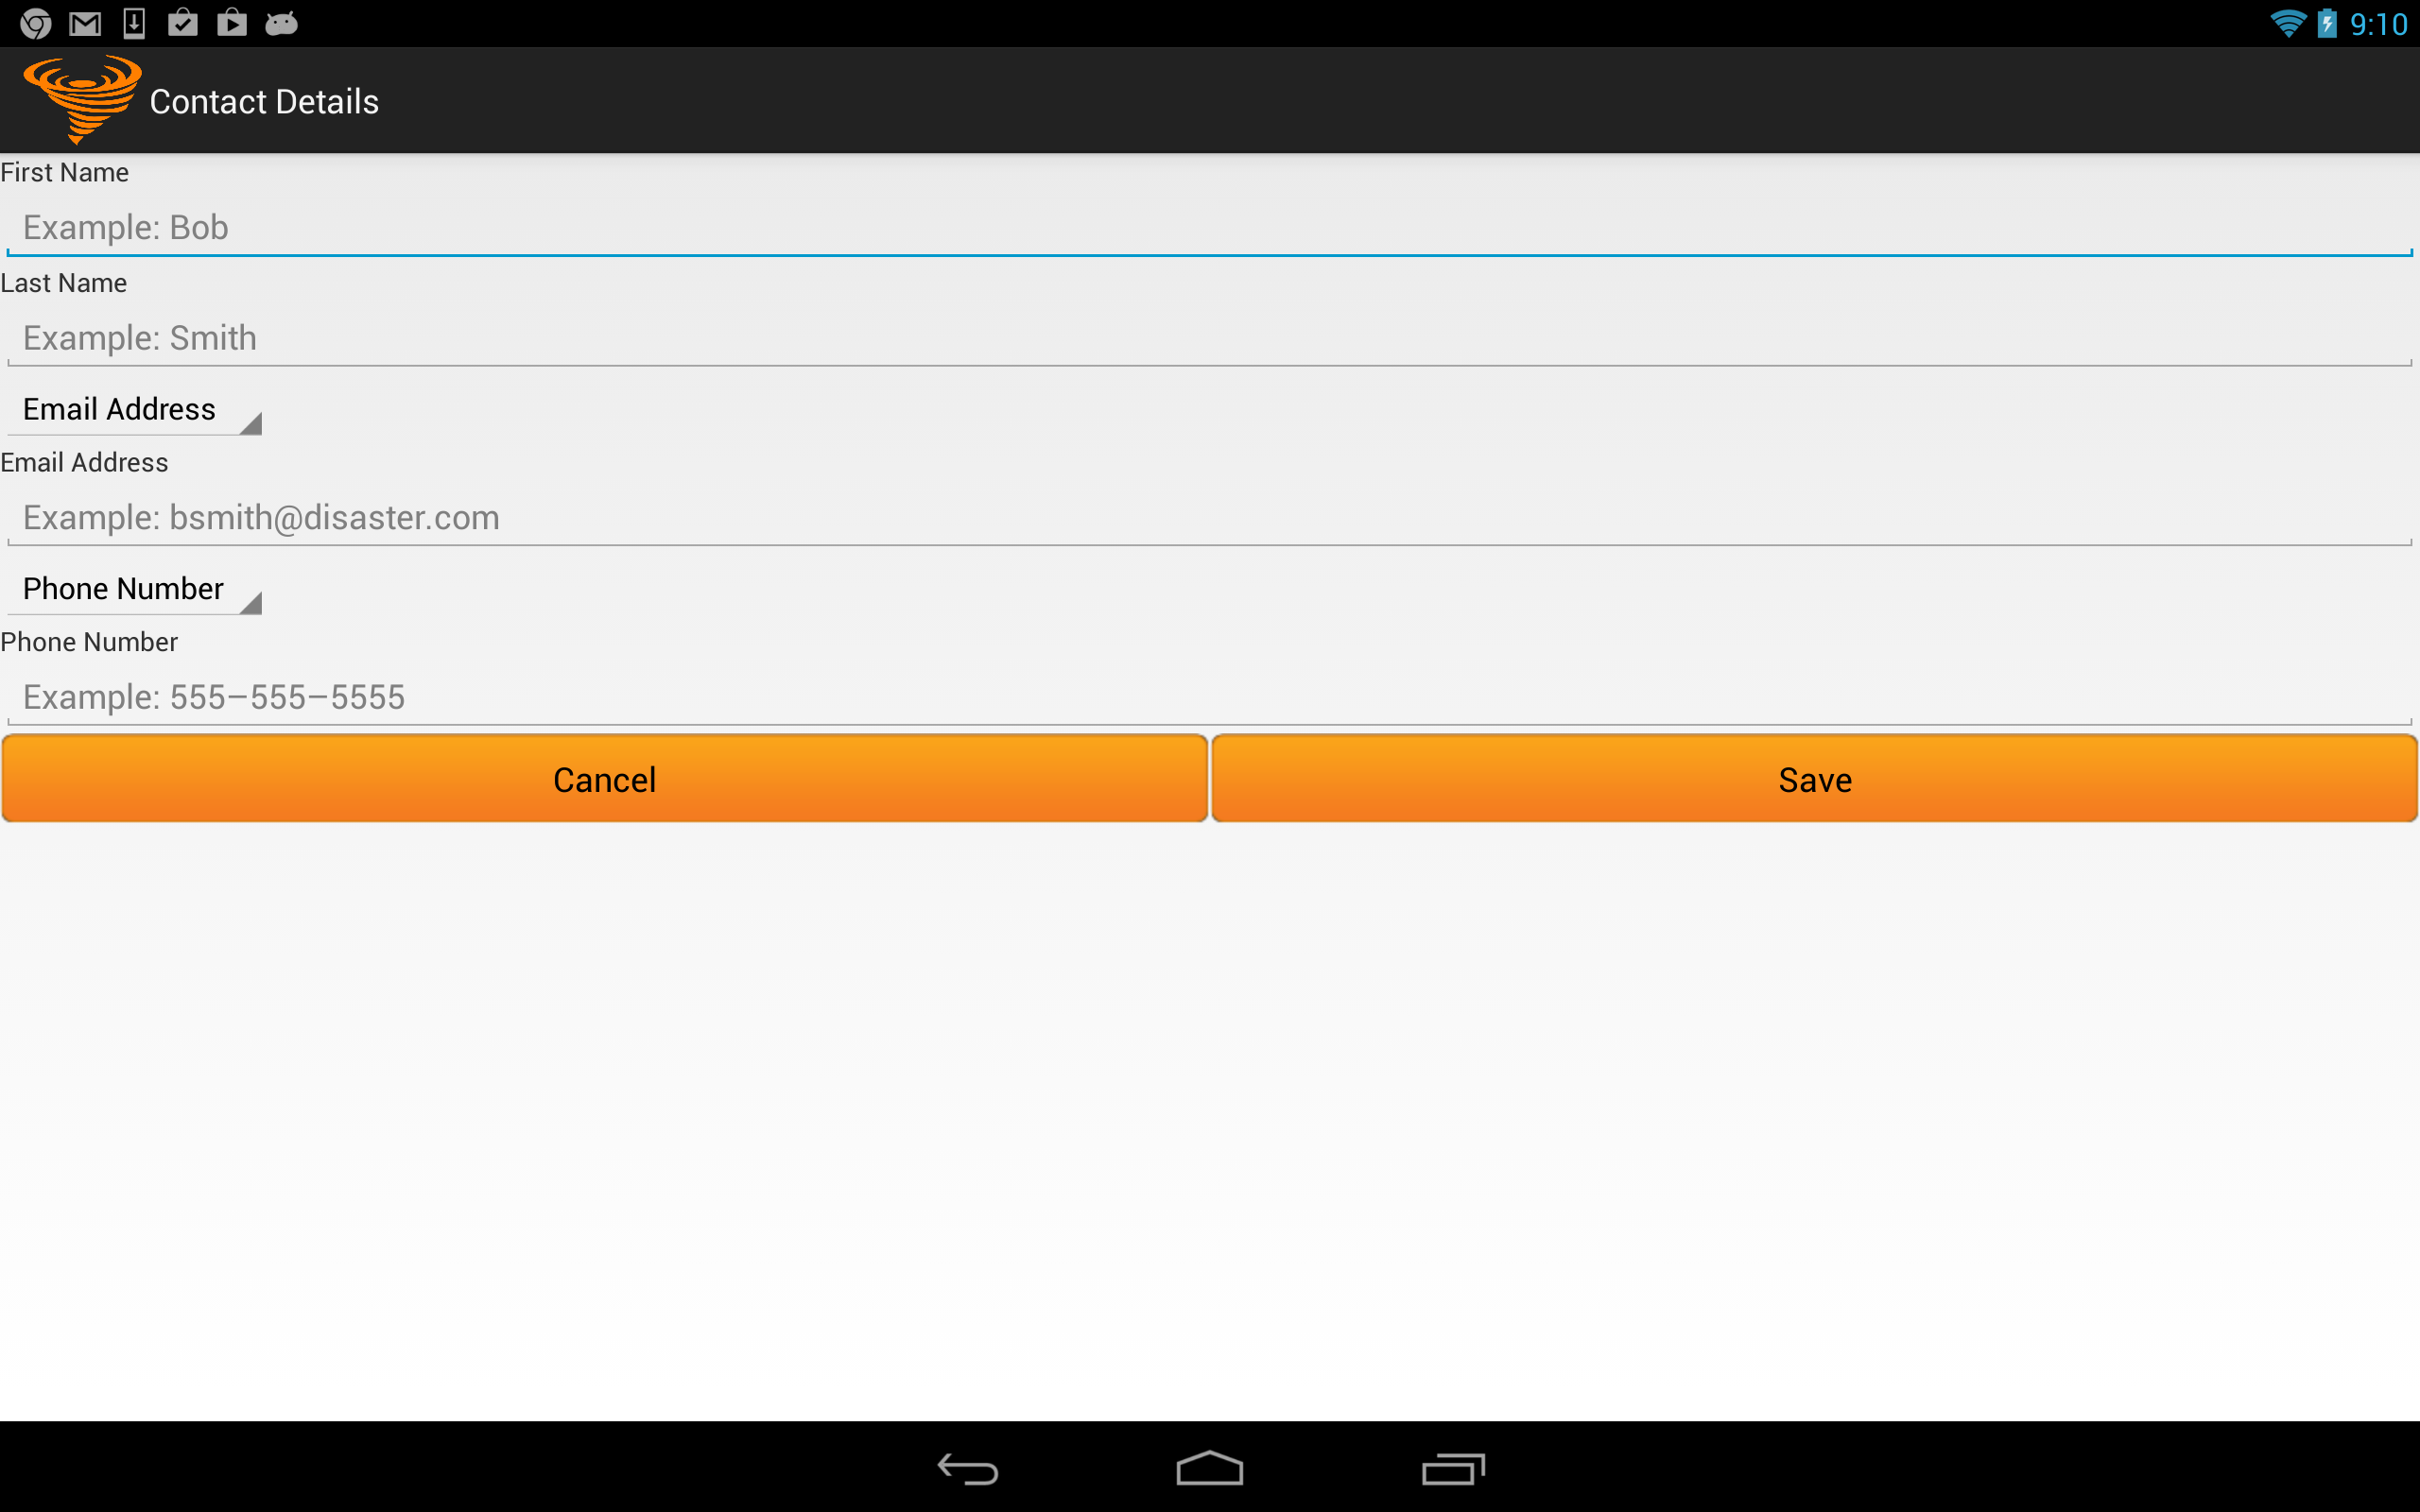 9:10
Contact Details
First Name
Example: Bob
Last Name
Example: Smith
Email Address
Email Address
Example: bsmith@disaster.com
Phone Number
Phone Number
Example: 555-555-5555
Cancel Save